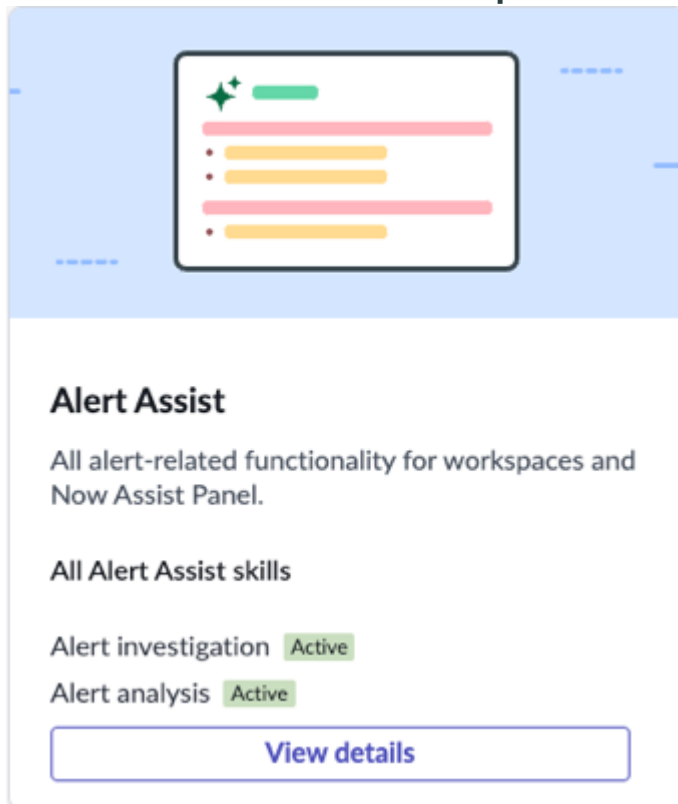 Alert Assist
All alert-related functionality for workspaces and
Now Assist Panel.
All Alert Assist skills
Alert investigation Active
Alert analysis Active
View details